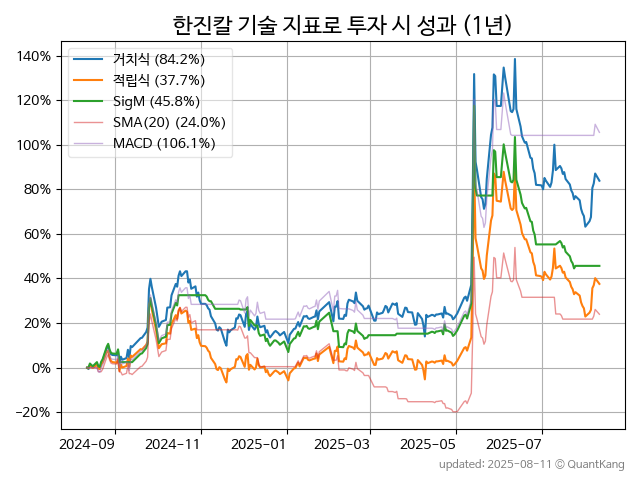 한진칼 기술 지표로 투자 시 성과 (1년)
140%
120%
100%
80%
60%
40%
20%
0%
−20%
거치식 (84.2%)
적립식 (37.7%)
SigM (45.8%)
SMA(20) (24.0%)
MACD (106.1%)
2024-09
2024-11
2025-01
2025-03
2025-05
2025-07
updated: 2025-08-11 © QuantKang